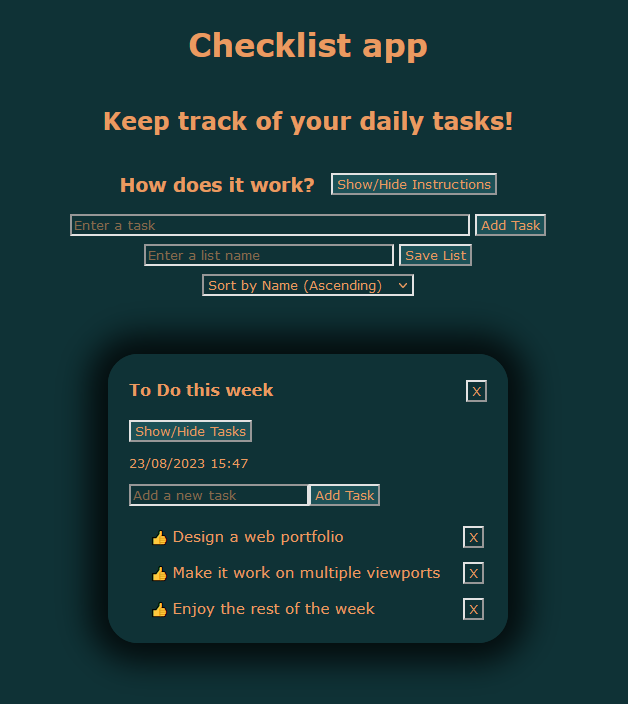 Checklist app
Keep track of your daily tasks!
How does it work? Show/Hide Instructions
Enter a task Add Task
Enter a list name Save List
Sort by Name (Ascending)
To Do this week X
Show/Hide Tasks
23/08/2023 15:47
Add a new task Add Task
👍 Design a web portfolio X
👍 Make it work on multiple viewports X
👍 Enjoy the rest of the week X